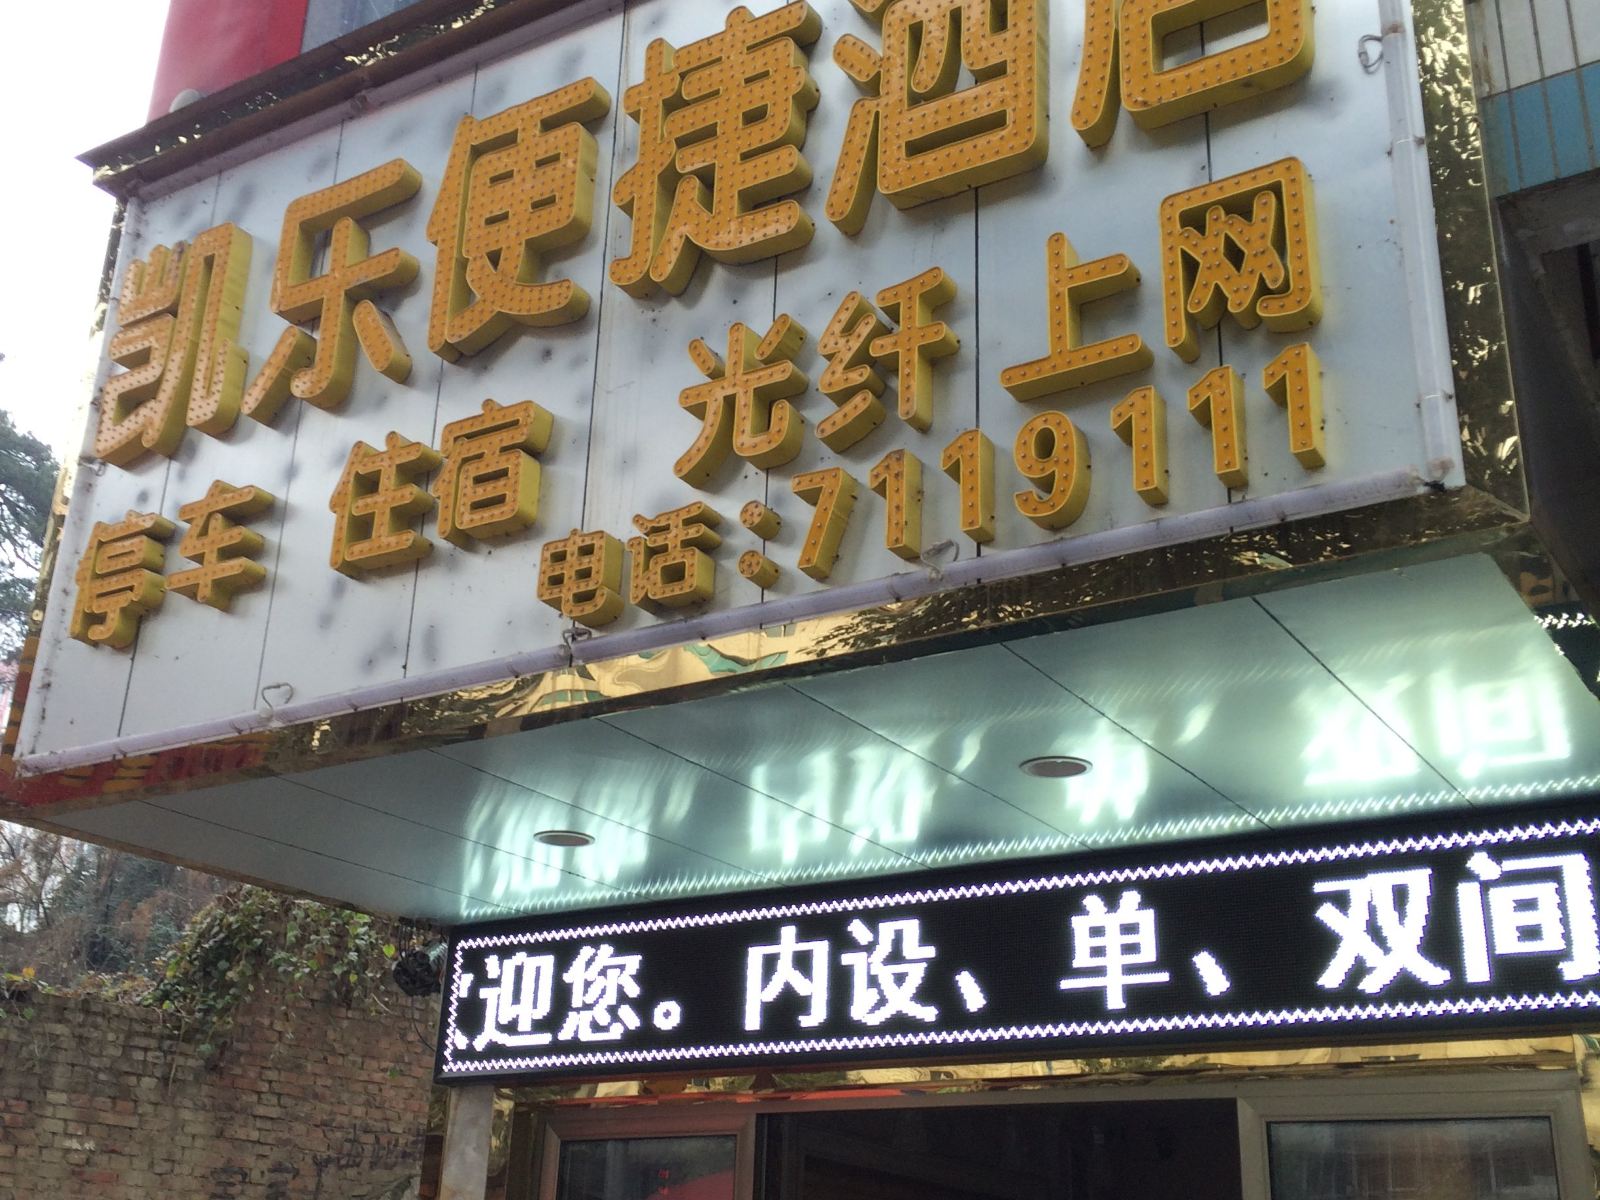 凯乐便捷酒店
停车 住宿 光纤上网
电话:7119111
迎您。内设、单、双间